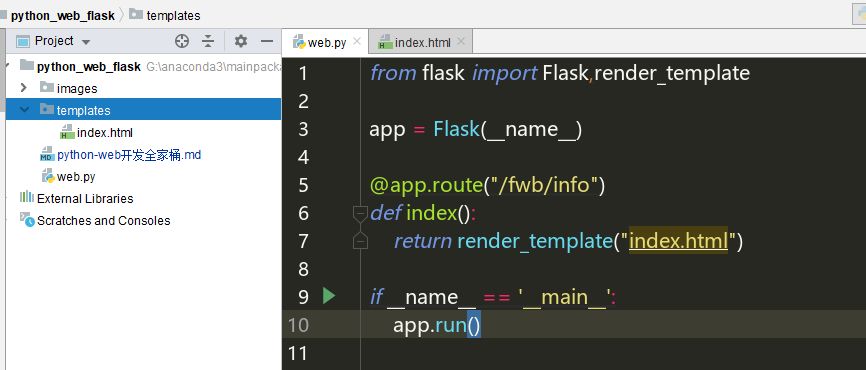 python_web_flask templates
Project
web.py index.html
python_web_flask G:\anaconda3\mainpacka
images
templates
index.html
python-web开发全家桶.md
web.py
External Libraries
Scratches and Consoles
1 from flask import Flask,render_template
2
3 app = Flask(__name__)
4
5 @app.route("/fwb/info")
6 def index():
7 return render_template("index.html")
8
9 if __name__ == '__main__':
10 app.run()
11